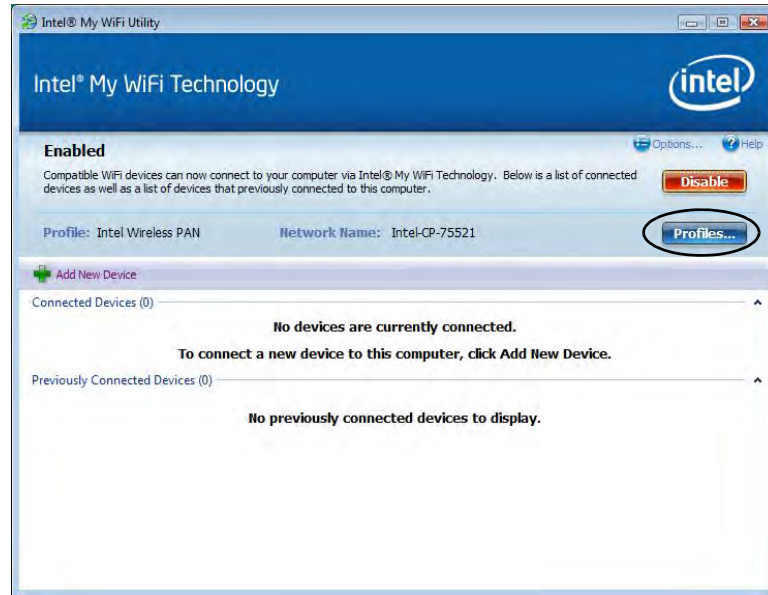 Intel® My WiFi Utility
Intel® My WiFi Technology
intel
Enabled
Options...
Help
Compatible WiFi devices can now connect to your computer via Intel® My WiFi Technology. Below is a list of connected
devices as well as a list of devices that previously connected to this computer.
Disable
Profile: Intel Wireless PAN
Network Name: Intel-CP-75521
Profiles...
Add New Device
Connected Devices (0)
No devices are currently connected.
To connect a new device to this computer, click Add New Device.
Previously Connected Devices (0)
No previously connected devices to display.